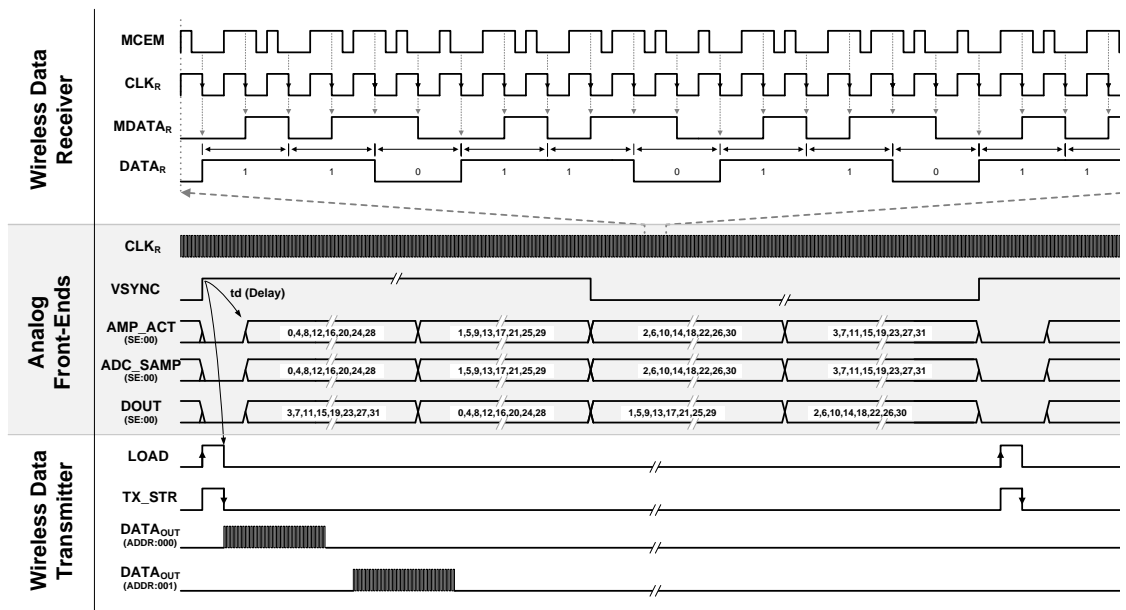 Wireless Data
Receiver
MCEM
CLKR
MDATAR
DATAR
1 1 0 1 1 0 1 1 0 1 1
Analog
Front-Ends
CLKR
VSYNC
td (Delay)
AMP_ACT
(SE:00)
0,4,8,12,16,20,24,28 1,5,9,13,17,21,25,29 2,6,10,14,18,22,26,30 3,7,11,15,19,23,27,31
ADC_SAMP
(SE:00)
0,4,8,12,16,20,24,28 1,5,9,13,17,21,25,29 2,6,10,14,18,22,26,30 3,7,11,15,19,23,27,31
DOUT
(SE:00)
3,7,11,15,19,23,27,31 0,4,8,12,16,20,24,28 1,5,9,13,17,21,25,29 2,6,10,14,18,22,26,30
Wireless Data
Transmitter
LOAD
TX_STR
DATAOUT
(ADDR:000)
DATAOUT
(ADDR:001)